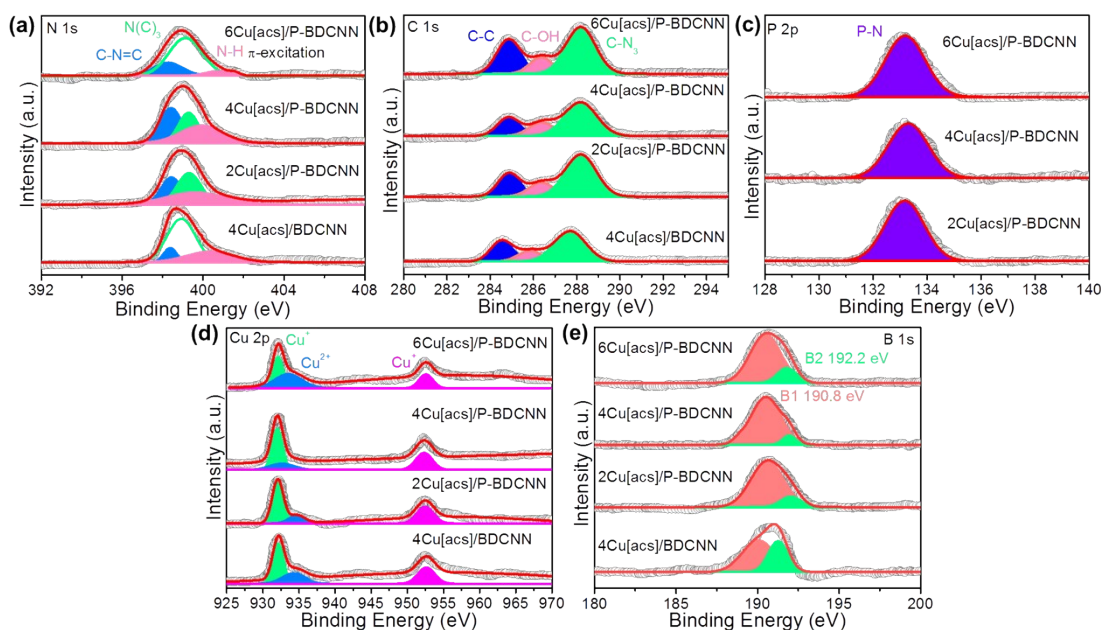 (a) N 1s
N(C)3
6Cu[acs]/P-BDCNN
C-N=C
N-H π-excitation
4Cu[acs]/P-BDCNN
2Cu[acs]/P-BDCNN
4Cu[acs]/BDCNN
Intensity (a.u.)
392 396 400 404 408
Binding Energy (eV)
(b) C 1s
6Cu[acs]/P-BDCNN
C-C C-OH C-N3
4Cu[acs]/P-BDCNN
2Cu[acs]/P-BDCNN
4Cu[acs]/BDCNN
Intensity (a.u.)
280 282 284 286 288 290 292 294
Binding Energy (eV)
(c) P 2p
P-N
6Cu[acs]/P-BDCNN
4Cu[acs]/P-BDCNN
2Cu[acs]/P-BDCNN
Intensity (a.u.)
128 130 132 134 136 138 140
Binding Energy (eV)
(d) Cu 2p
Cu+
Cu2+
Cu+
6Cu[acs]/P-BDCNN
4Cu[acs]/P-BDCNN
2Cu[acs]/P-BDCNN
4Cu[acs]/BDCNN
Intensity (a.u.)
925 930 935 940 945 950 955 960 965 970
Binding Energy (eV)
(e) B 1s
6Cu[acs]/P-BDCNN
B2 192.2 eV
B1 190.8 eV
4Cu[acs]/P-BDCNN
2Cu[acs]/P-BDCNN
4Cu[acs]/BDCNN
Intensity (a.u.)
180 185 190 195 200
Binding Energy (eV)